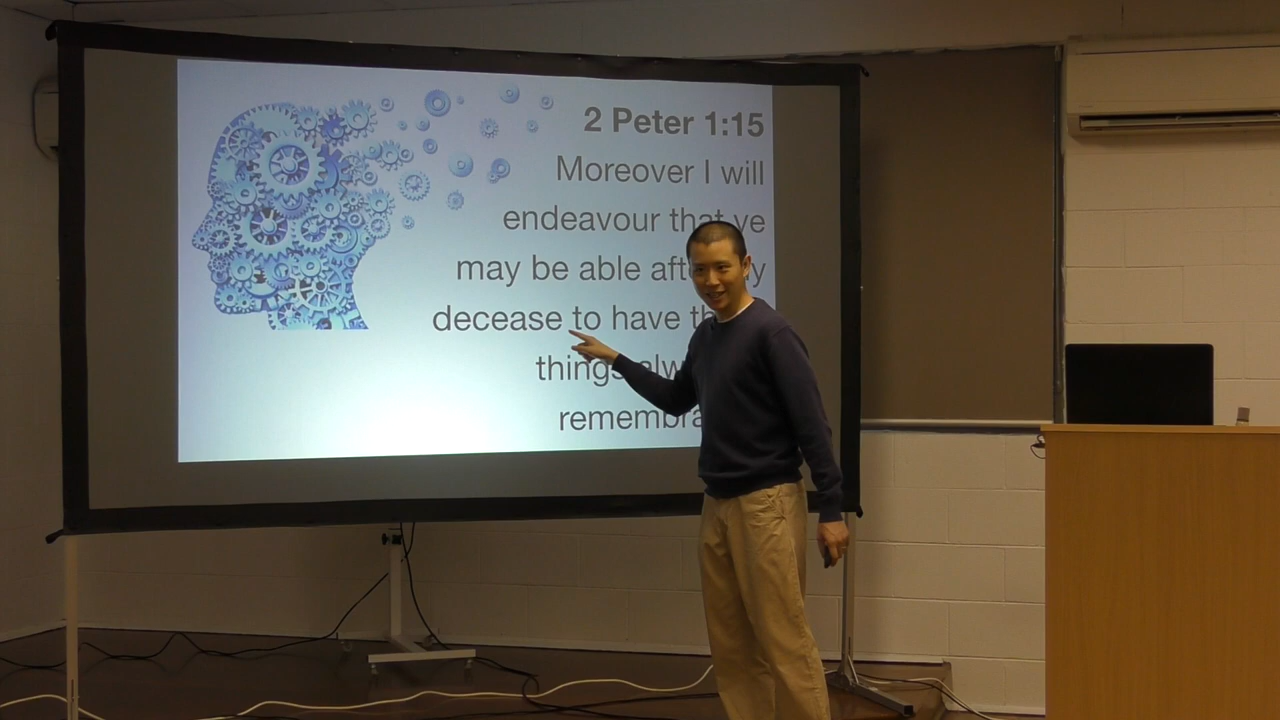 2 Peter 1:15
Moreover I will
endeavour that ye
may be able
decease to have
things